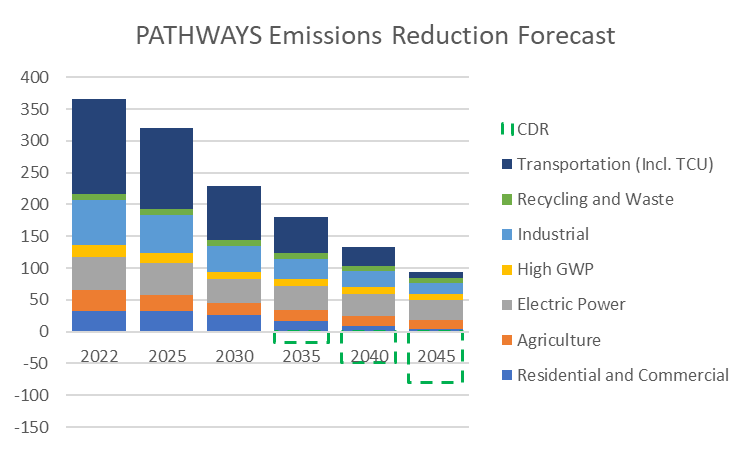 PATHWAYS Emissions Reduction Forecast
400
350
300
250
200
150
100
50
0
-50
-100
-150
2022 2025 2030 2035 2040 2045
CDR
Transportation (Incl. TCU)
Recycling and Waste
Industrial
High GWP
Electric Power
Agriculture
Residential and Commercial